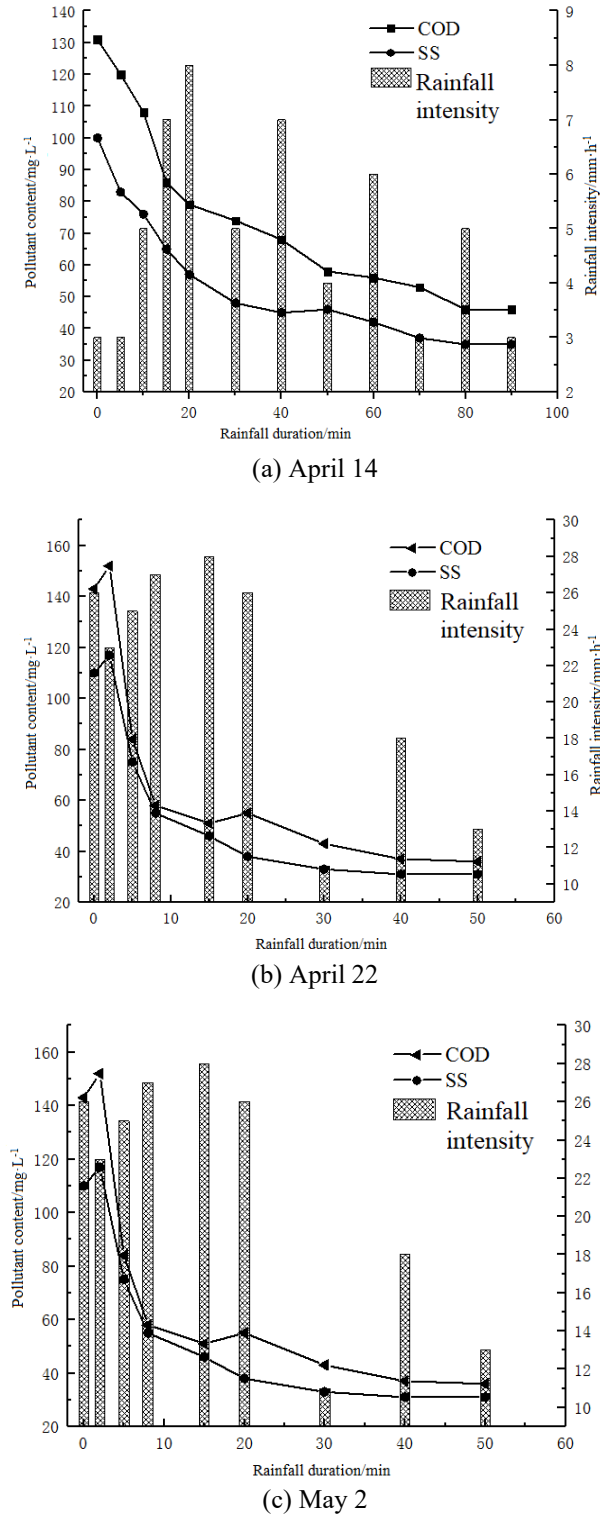 140
130
120
110
100
90
80
70
60
50
40
30
20
Pollutant content/mg·L-1
COD
SS
Rainfall
intensity
9
8
7
6
5
4
3
2
Rainfall intensity/mm·h-1
0 20 40 60 80 100
Rainfall duration/min
(a) April 14
160
140
120
100
80
60
40
20
Pollutant content/mg·L-1
COD
SS
Rainfall
intensity
30
28
26
24
22
20
18
16
14
12
10
Rainfall intensity/mm·h-1
0 10 20 30 40 50 60
Rainfall duration/min
(b) April 22
160
140
120
100
80
60
40
20
Pollutant content/mg·L-1
COD
SS
Rainfall
intensity
30
28
26
24
22
20
18
16
14
12
10
Rainfall intensity/mm·h-1
0 10 20 30 40 50 60
Rainfall duration/min
(c) May 2